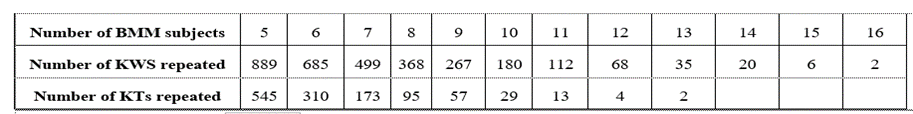 Number of BMM subjects 5 6 7 8 9 10 11 12 13 14 15 16
Number of KWS repeated 889 685 499 368 267 180 112 68 35 20 6 2
Number of KTs repeated 545 310 173 95 57 29 13 4 2